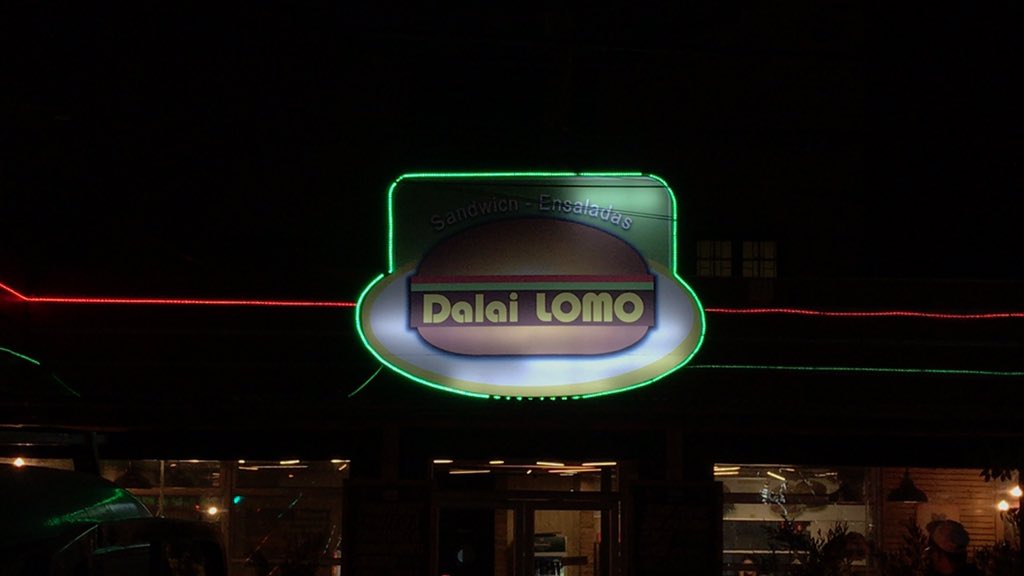 Sandwich - Ensaladas
Dalai LOMO